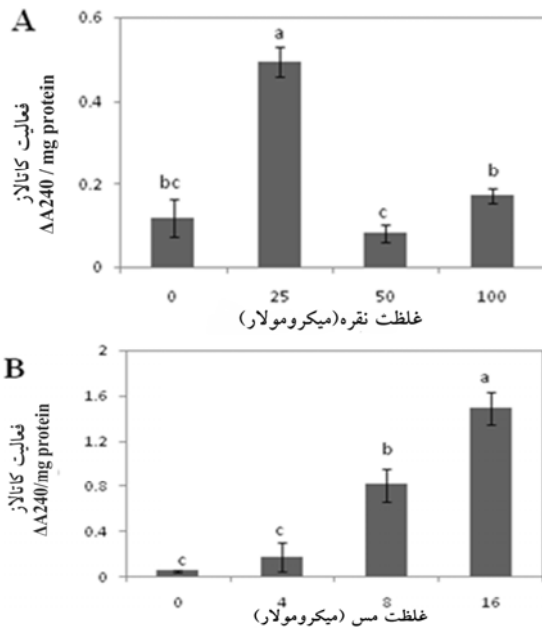 A
فعالیت کاتالاز
ΔA240 / mg protein
0.6
0.4
0.2
0
bc
a
c
b
0 25 50 100
غلظت نقره(میکرومولار)
B
فعالیت کاتالاز
ΔA240/mg protein
2
1.6
1.2
0.8
0.4
0
c
c
b
a
0 4 8 16
غلظت مس (میکرومولار)